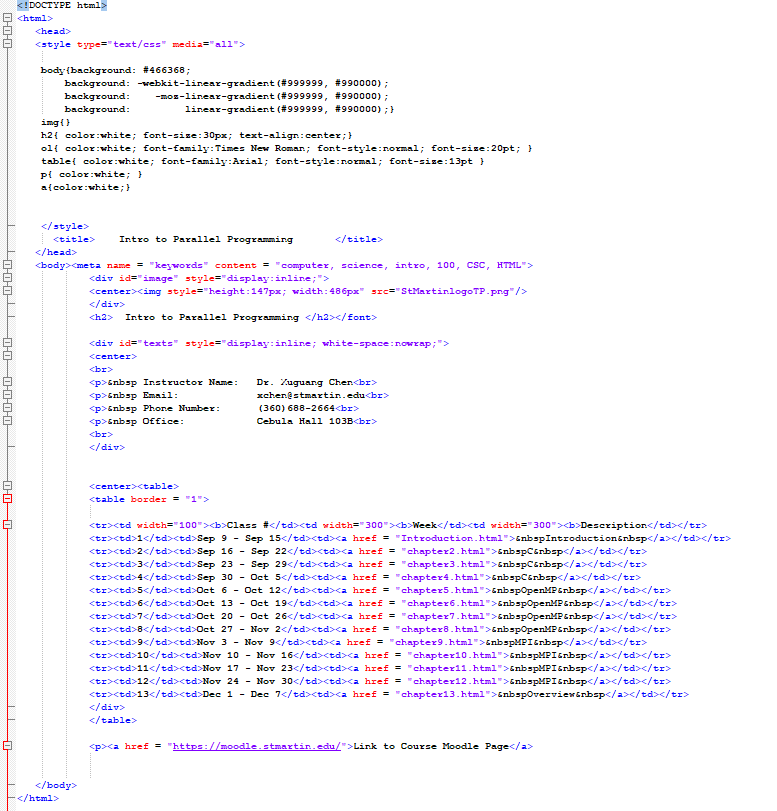 <!DOCTYPE html>
<html>
<head>
<style type="text/css" media="all">
body{background: #466368;
background: -webkit-linear-gradient(#999999, #990000);
background: -moz-linear-gradient(#999999, #990000);
background: linear-gradient(#999999, #990000);}
img{}
h2{ color:white; font-size:30px; text-align:center;}
ol{ color:white; font-family:Times New Roman; font-style:normal; font-size:20pt; }
table{ color:white; font-family:Arial; font-style:normal; font-size:13pt }
p{ color:white; }
a{color:white;}
</style>
<title> Intro to Parallel Programming </title>
</head>
<body><meta name = "keywords" content = "computer, science, intro, 100, CSC, HTML">
<div id="image" style="display:inline;">
<center><img style="height:147px; width:486px" src="StMartinlogoTP.png"/>
</div>
<h2> Intro to Parallel Programming </h2></font>
<div id="texts" style="display:inline; white-space:nowrap;">
<center>
<br>
<p>&nbsp Instructor Name: Dr. Xuguang Chen<br>
<p>&nbsp Email: xchen@stmartin.edu<br>
<p>&nbsp Phone Number: (360)688-2664<br>
<p>&nbsp Office: Cebula Hall 103B<br>
<br>
</div>
<center><table>
<table border = "1">
<tr><td width="100"><b>Class #</td><td width="300"><b>Week</td><td width="300"><b>Description</td></tr>
<tr><td>1</td><td>Sep 9 - Sep 15</td><td><a href = "Introduction.html">&nbspIntroduction&nbsp</a></td></tr>
<tr><td>2</td><td>Sep 16 - Sep 22</td><td><a href = "chapter2.html">&nbspC&nbsp</a></td></tr>
<tr><td>3</td><td>Sep 23 - Sep 29</td><td><a href = "chapter3.html">&nbspC&nbsp</a></td></tr>
<tr><td>4</td><td>Sep 30 - Oct 5</td><td><a href = "chapter4.html">&nbspC&nbsp</a></td></tr>
<tr><td>5</td><td>Oct 6 - Oct 12</td><td><a href = "chapter5.html">&nbspOpenMP&nbsp</a></td></tr>
<tr><td>6</td><td>Oct 13 - Oct 19</td><td><a href = "chapter6.html">&nbspOpenMP&nbsp</a></td></tr>
<tr><td>7</td><td>Oct 20 - Oct 26</td><td><a href = "chapter7.html">&nbspOpenMP&nbsp</a></td></tr>
<tr><td>8</td><td>Oct 27 - Nov 2</td><td><a href = "chapter8.html">&nbspOpenMP&nbsp</a></td></tr>
<tr><td>9</td><td>Nov 3 - Nov 9</td><td><a href = "chapter9.html">&nbspMPI&nbsp</a></td></tr>
<tr><td>10</td><td>Nov 10 - Nov 16</td><td><a href = "chapter10.html">&nbspMPI&nbsp</a></td></tr>
<tr><td>11</td><td>Nov 17 - Nov 23</td><td><a href = "chapter11.html">&nbspMPI&nbsp</a></td></tr>
<tr><td>12</td><td>Nov 24 - Nov 30</td><td><a href = "chapter12.html">&nbspMPI&nbsp</a></td></tr>
<tr><td>13</td><td>Dec 1 - Dec 7</td><td><a href = "chapter13.html">&nbspOverview&nbsp</a></td></tr>
</div>
</table>
<p><a href = "https://moodle.stmartin.edu/">Link to Course Moodle Page</a>
</body>
</html>